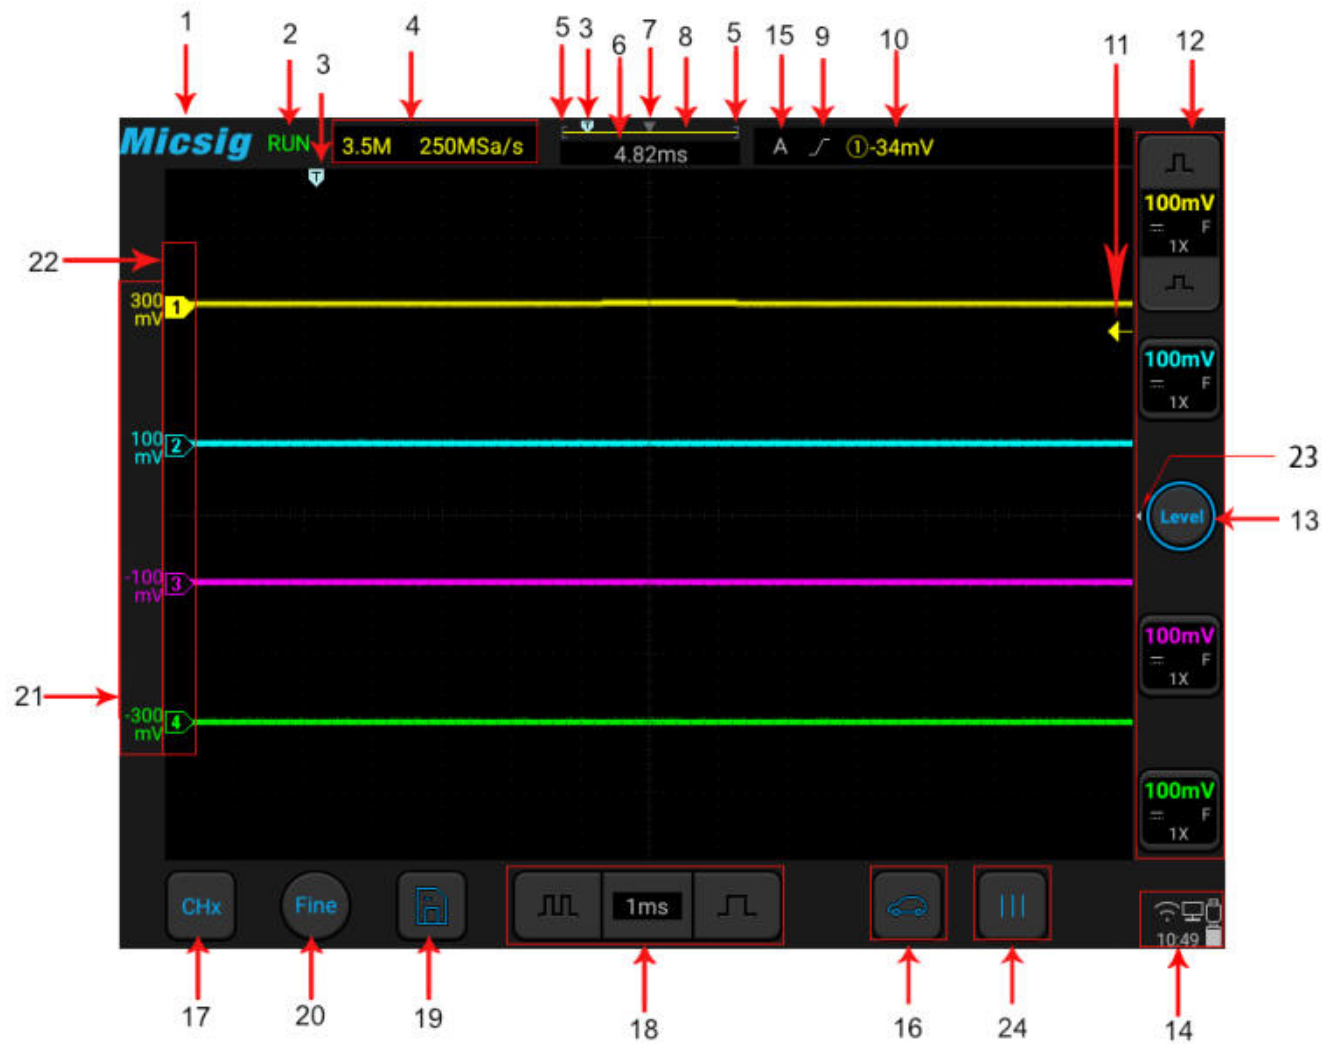 1 2 3 4 5 3 6 7 8 5 15 9 10 11 12
Micsig RUN 3.5M 250MSa/s T 4.82ms A ①-34mV
T
100mV
F
1X
22
300 mV 1
100mV
F
1X
100 mV 2
23
Level 13
-100 mV 3
100mV
F
1X
21
-300 mV 4
100mV
F
1X
CHx Fine 1ms
10:49
17 20 19 18 16 24 14